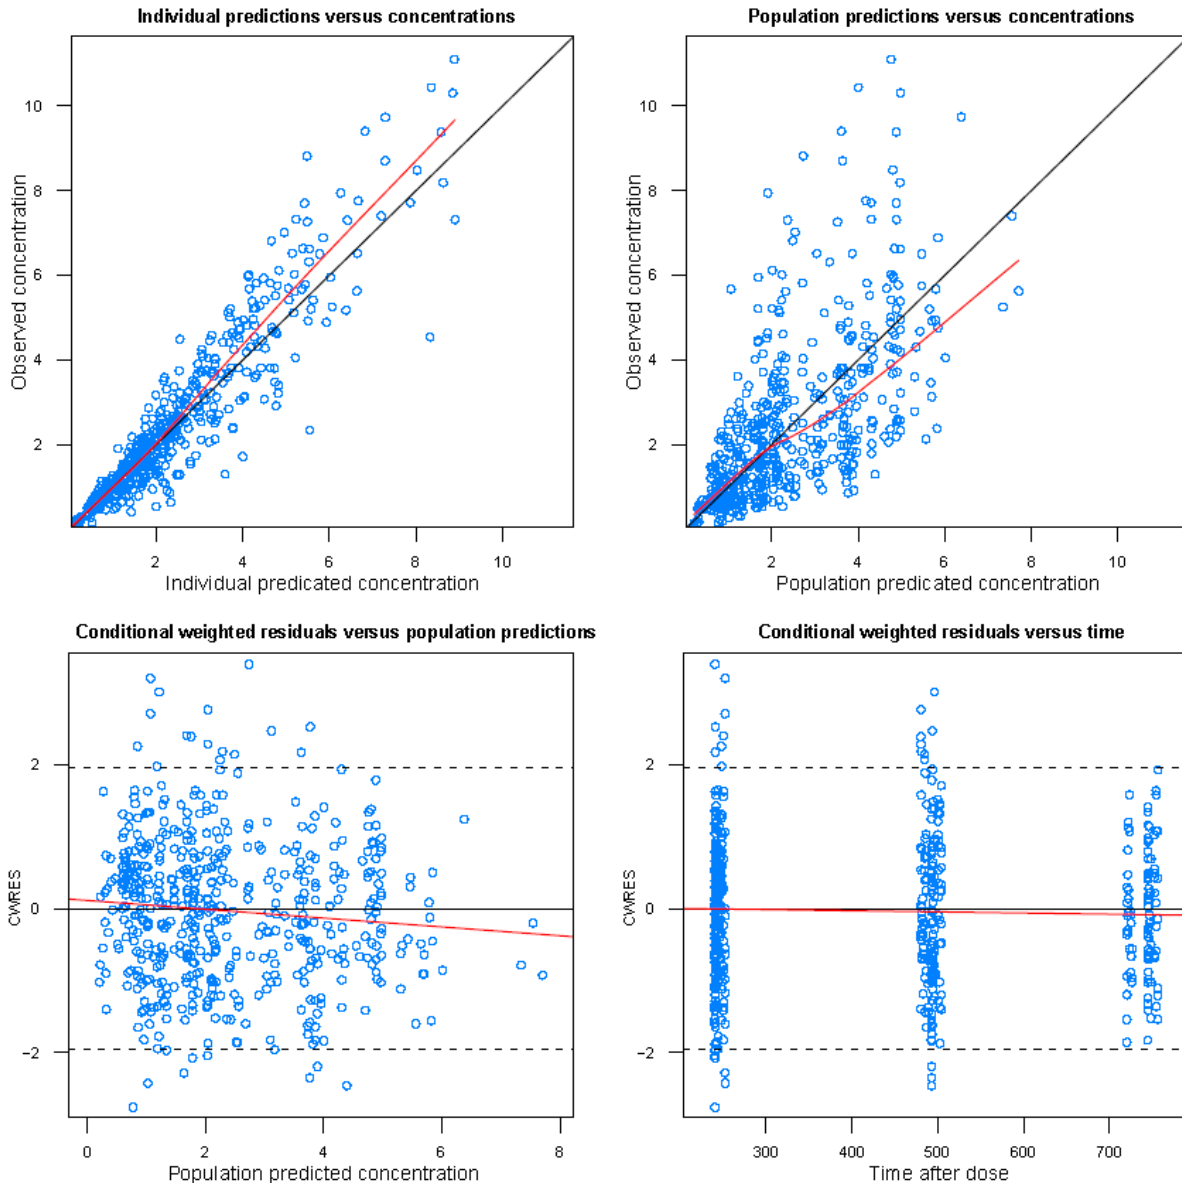 Individual predictions versus concentrations
Observed concentration
10
8
6
4
2
2 4 6 8 10
Individual predicated concentration
Population predictions versus concentrations
Observed concentration
10
8
6
4
2
2 4 6 8 10
Population predicated concentration
Conditional weighted residuals versus population predictions
CWRES
2
0
−2
0 2 4 6 8
Population predicted concentration
Conditional weighted residuals versus time
CWRES
2
0
−2
300 400 500 600 700
Time after dose